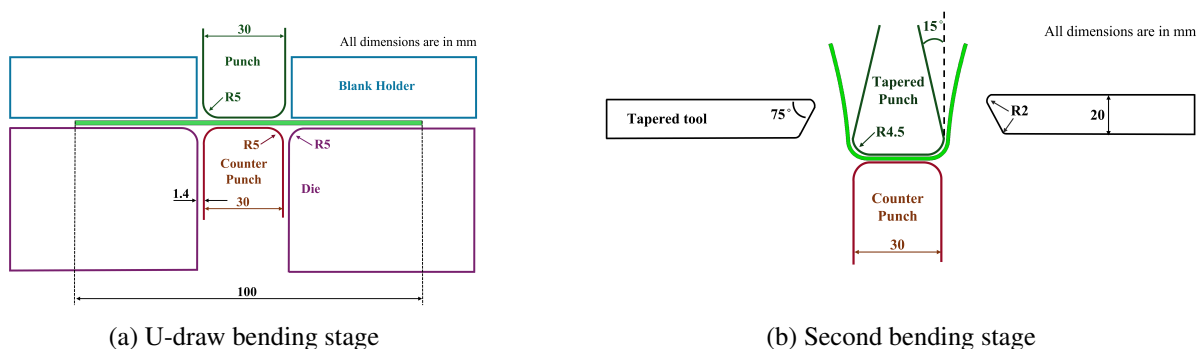 30
All dimensions are in mm
Punch
Blank Holder
R5
R5
R5
Counter
Punch
Die
1.4
30
100
(a) U-draw bending stage
15°
All dimensions are in mm
Tapered
Punch
Tapered tool
75°
R4.5
R2
20
Counter
Punch
30
(b) Second bending stage